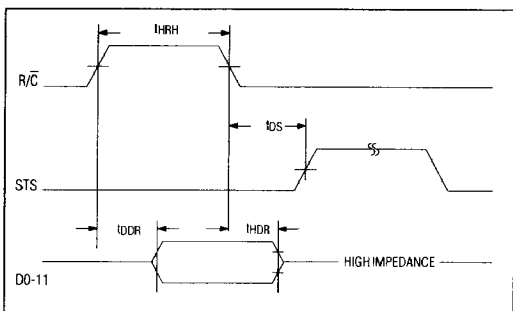 tHRH
R/C̅
tDS
STS
tDDR
tHDR
HIGH IMPEDANCE
D0-11